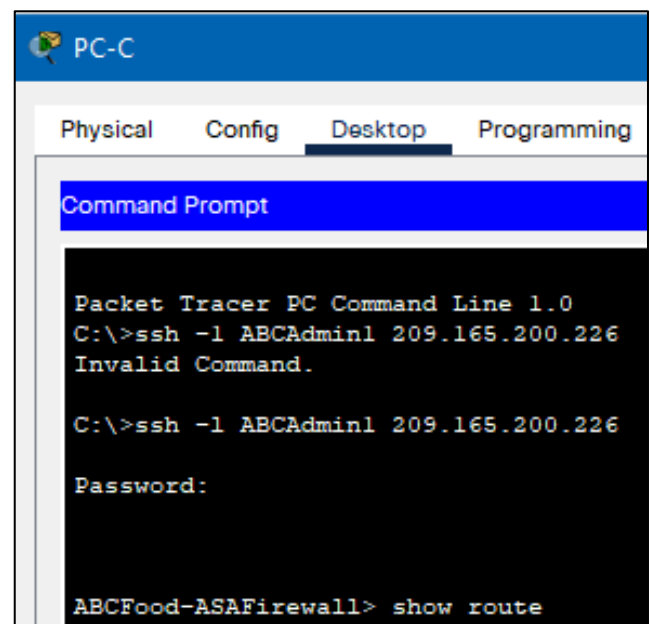 PC-C
Physical Config Desktop Programming
Command Prompt
Packet Tracer PC Command Line 1.0
C:\>ssh -1 ABCAdmin1 209.165.200.226
Invalid Command.
C:\>ssh -l ABCAdmin1 209.165.200.226
Password:
ABCFood-ASAFirewall> show route